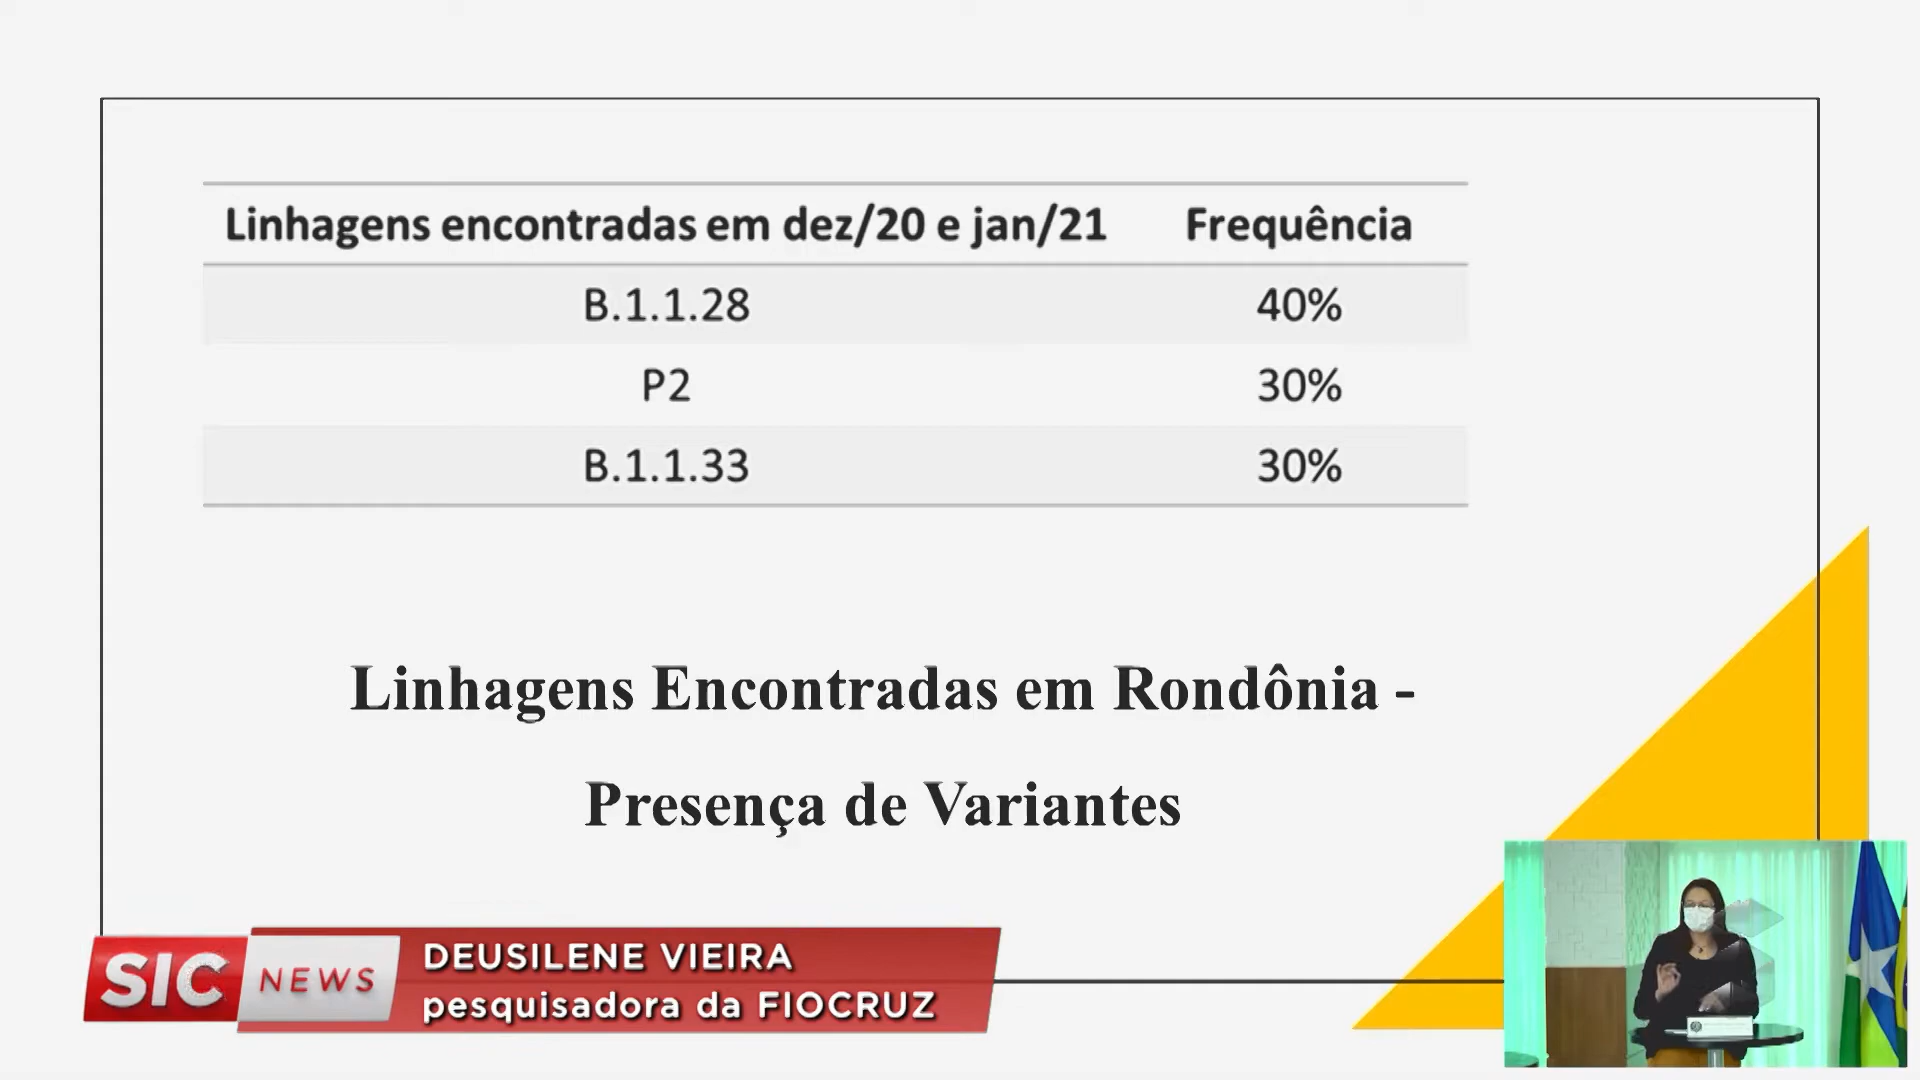 Linhagens encontradas em dez/20 e jan/21 Frequência
B.1.1.28 40%
P2 30%
B.1.1.33 30%
Linhagens Encontradas em Rondônia -
Presença de Variantes
SIC NEWS
DEUSILENE VIEIRA
pesquisadora da FIOCRUZ